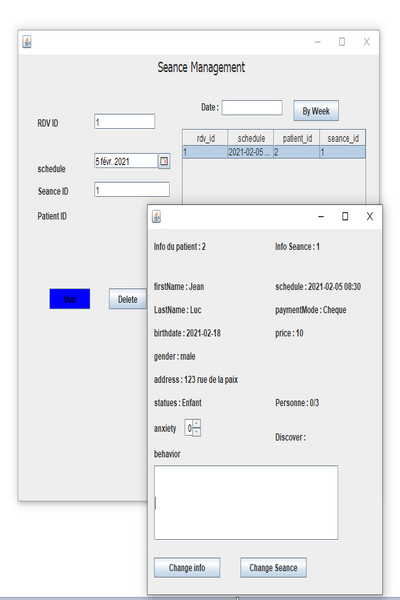 Seance Management
Date :
By Week
RDV ID
1
rdv_id schedule patient_id seance_id
1 2021-02-05 ... 2 1
schedule
5 févr. 2021
Seance ID
1
Patient ID
Delete
Info du patient : 2
Info Seance : 1
firstName : Jean
schedule : 2021-02-05 08:30
LastName : Luc
paymentMode : Cheque
birthdate : 2021-02-18
price : 10
gender : male
address : 123 rue de la paix
statues : Enfant
Personne : 0/3
anxiety
0
Discover :
behavior
Change info
Change Seance